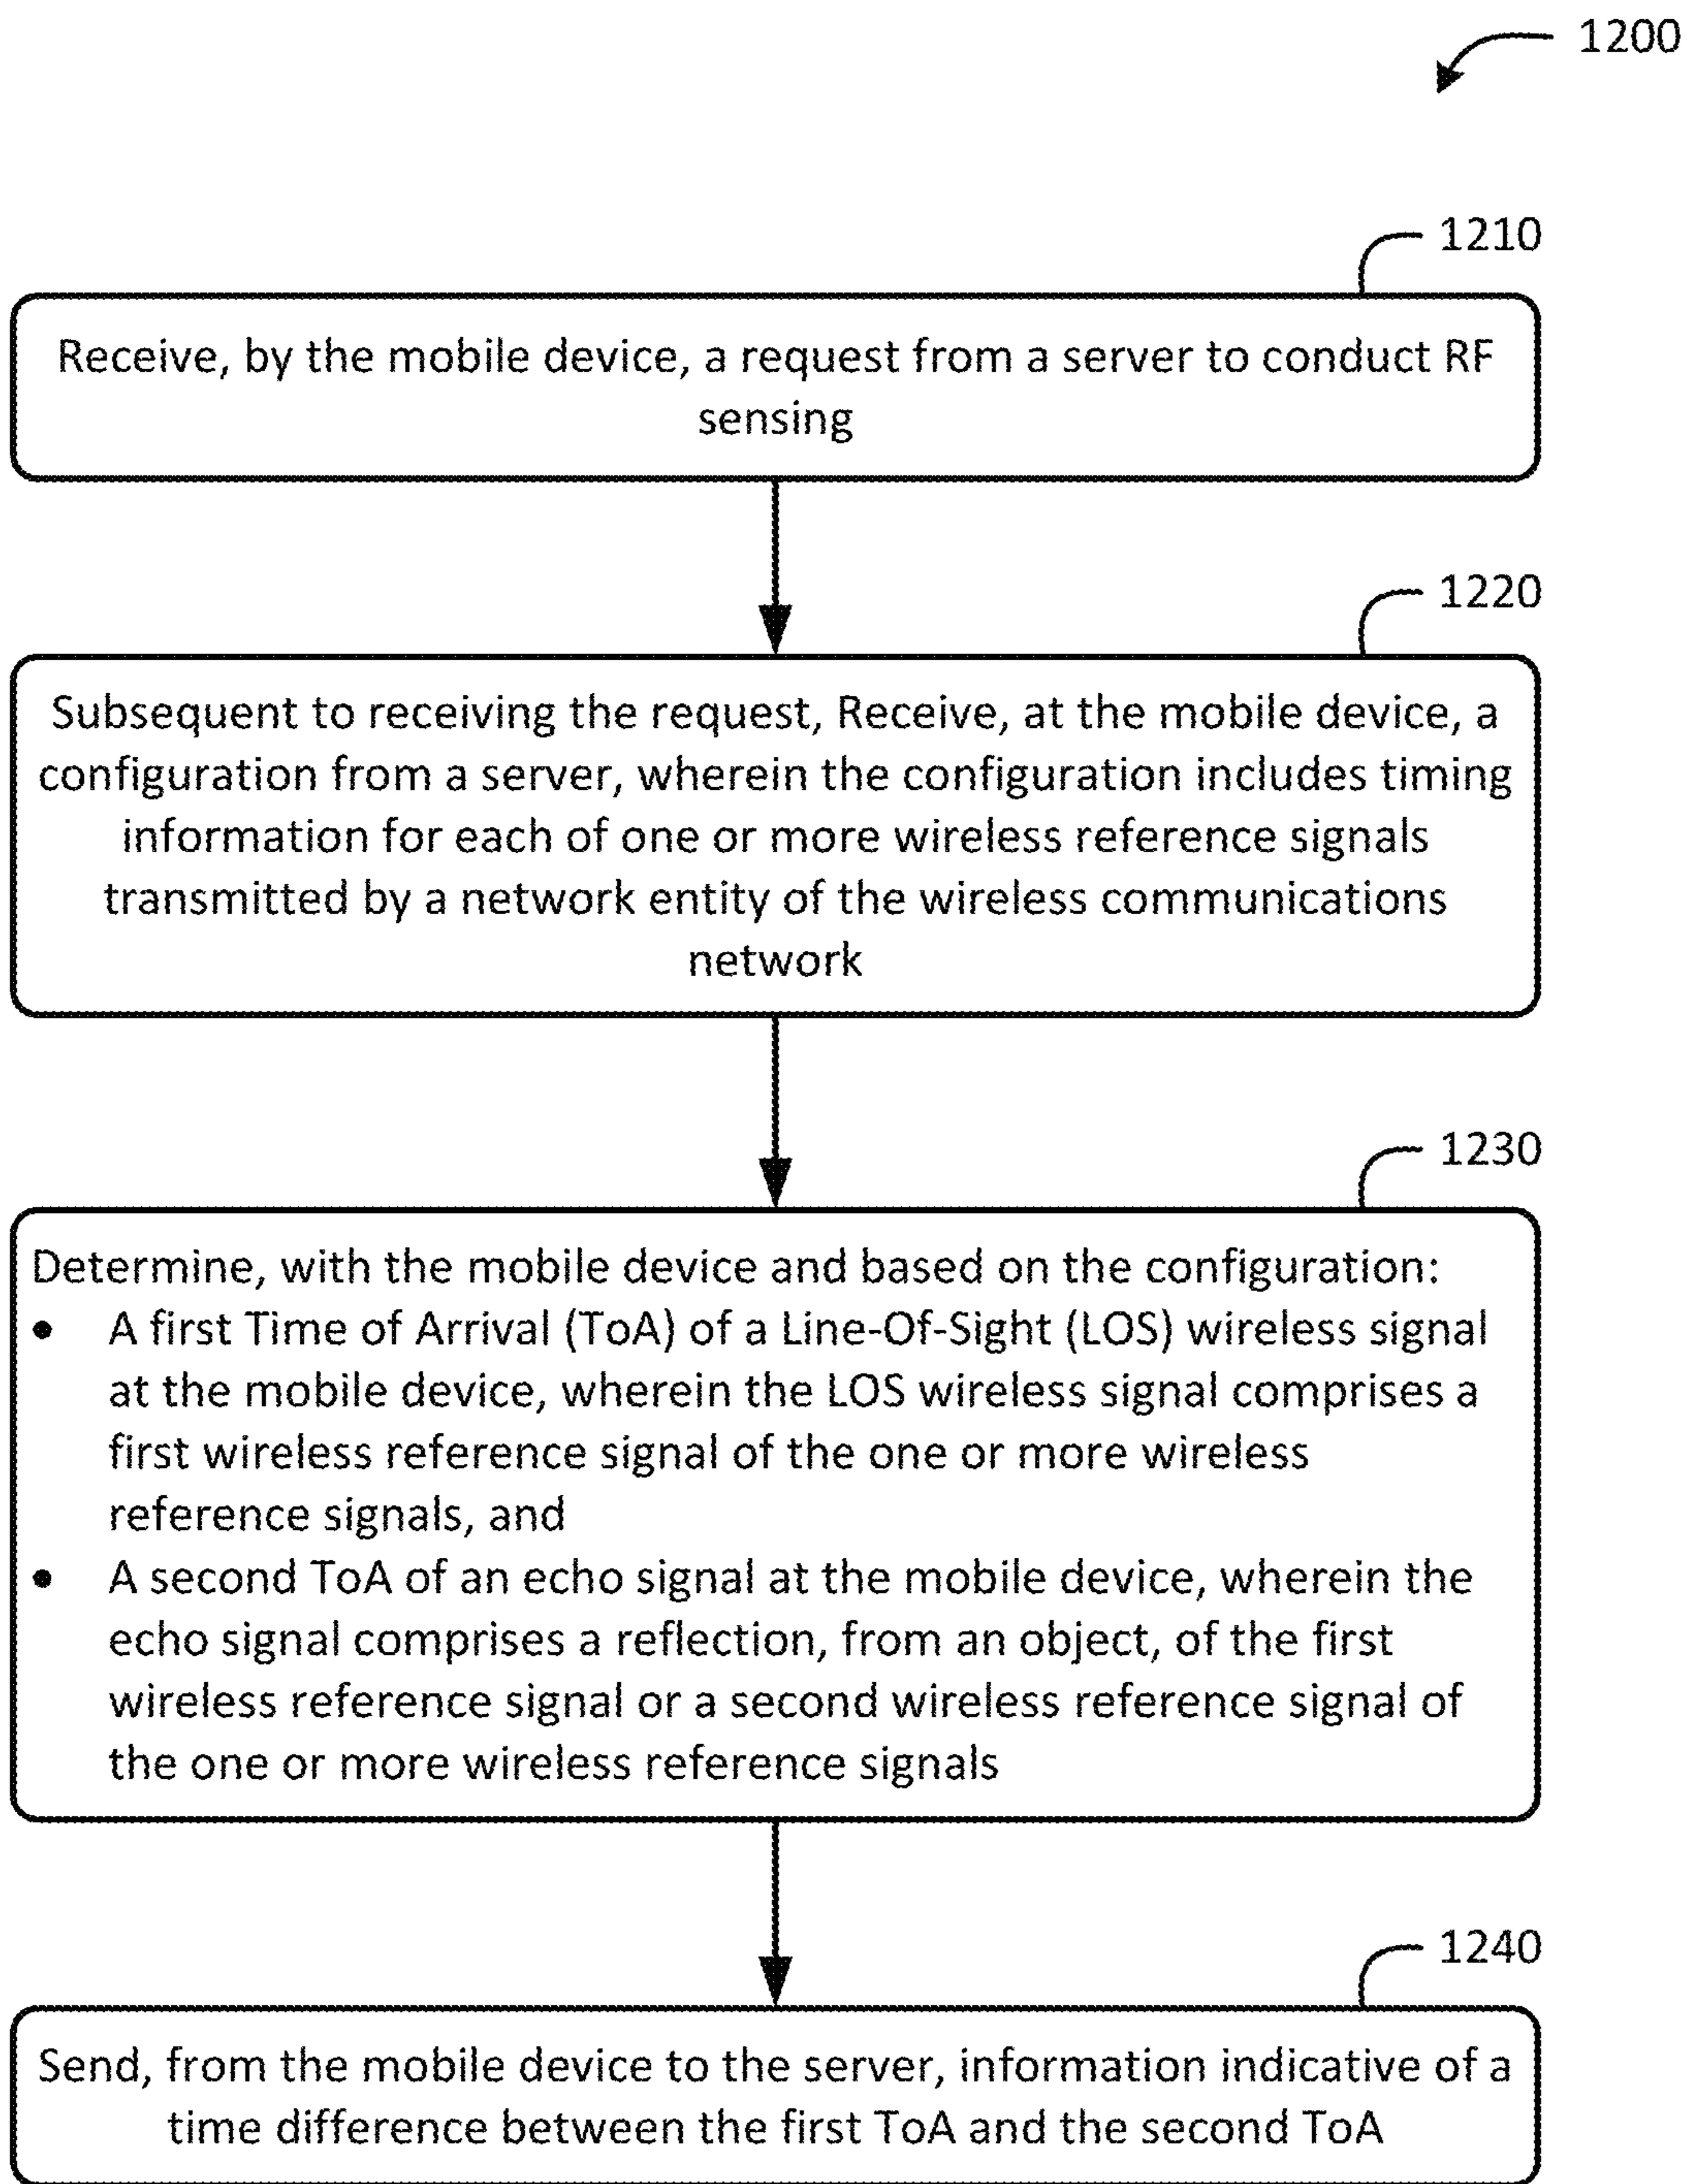 1200
1210
Receive, by the mobile device, a request from a server to conduct RF
sensing
1220
Subsequent to receiving the request, Receive, at the mobile device, a
configuration from a server, wherein the configuration includes timing
information for each of one or more wireless reference signals
transmitted by a network entity of the wireless communications
network
1230
Determine, with the mobile device and based on the configuration:
• A first Time of Arrival (ToA) of a Line-Of-Sight (LOS) wireless signal
at the mobile device, wherein the LOS wireless signal comprises a
first wireless reference signal of the one or more wireless
reference signals, and
• A second ToA of an echo signal at the mobile device, wherein the
echo signal comprises a reflection, from an object, of the first
wireless reference signal or a second wireless reference signal of
the one or more wireless reference signals
1240
Send, from the mobile device to the server, information indicative of a
time difference between the first ToA and the second ToA